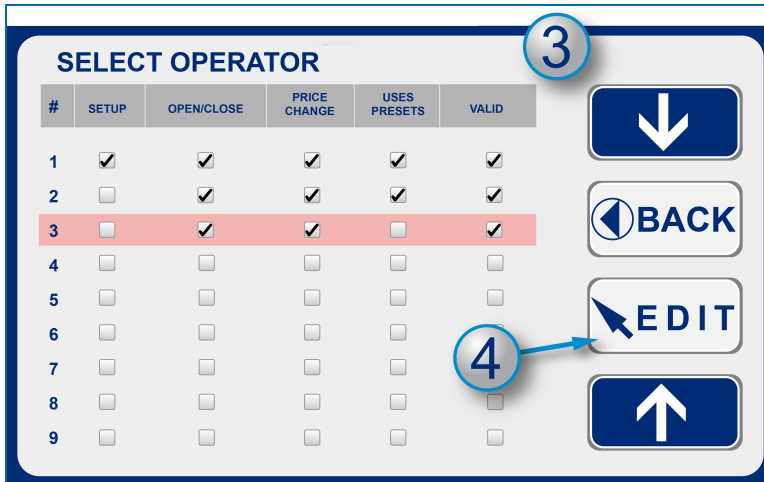 3
SELECT OPERATOR
# SETUP OPEN/CLOSE PRICE CHANGE USES PRESETS VALID
1
2
3
4
5
6
7
8
9
BACK
EDIT
4